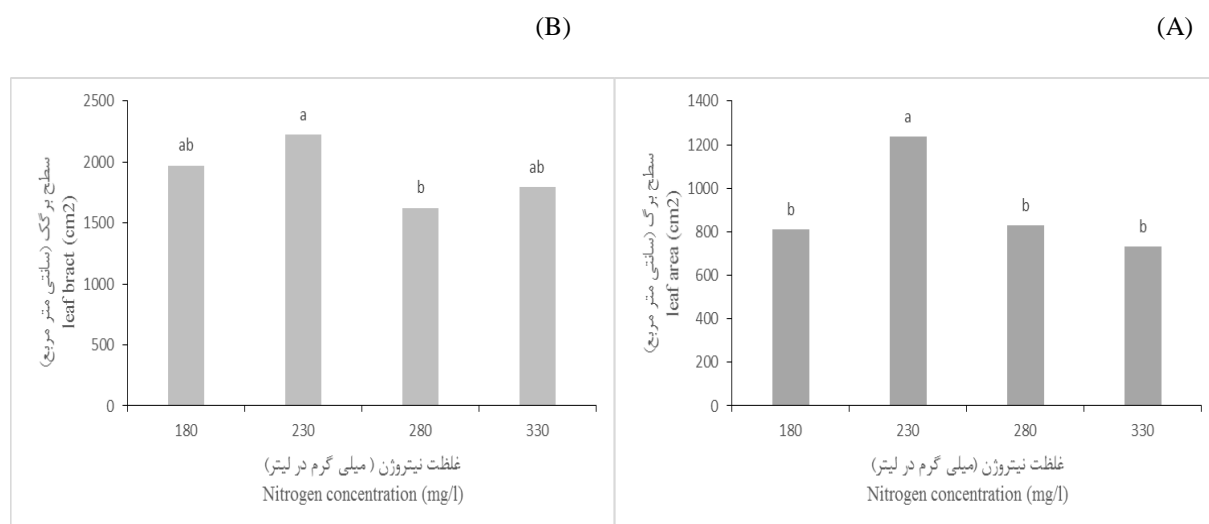 (B)
(A)
2500
2000
1500
1000
500
0
ab
a
b
ab
180
230
280
330
سطح برگک (سانتی متر مربع)
leaf bract (cm2)
غلظت نیتروژن ( میلی گرم در لیتر)
Nitrogen concentration (mg/l)
1400
1200
1000
800
600
400
200
0
b
a
b
b
180
230
280
330
سطح برگ (سانتی متر مربع)
leaf area (cm2)
غلظت نیتروژن (میلی گرم در لیتر)
Nitrogen concentration (mg/l)